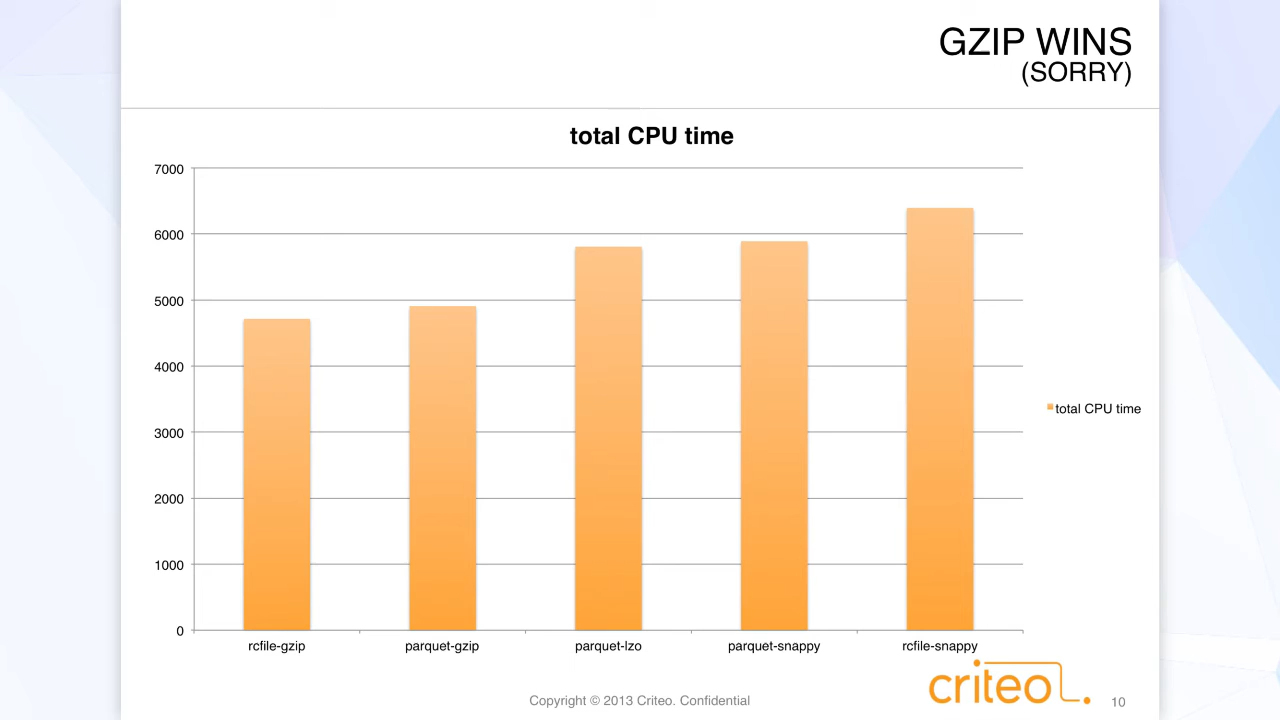 GZIP WINS
(SORRY)
total CPU time
7000
6000
5000
4000
3000
2000
1000
0
rcfile-gzip
parquet-gzip
parquet-lzo
parquet-snappy
rcfile-snappy
total CPU time
Copyright © 2013 Criteo. Confidential
criteo
10